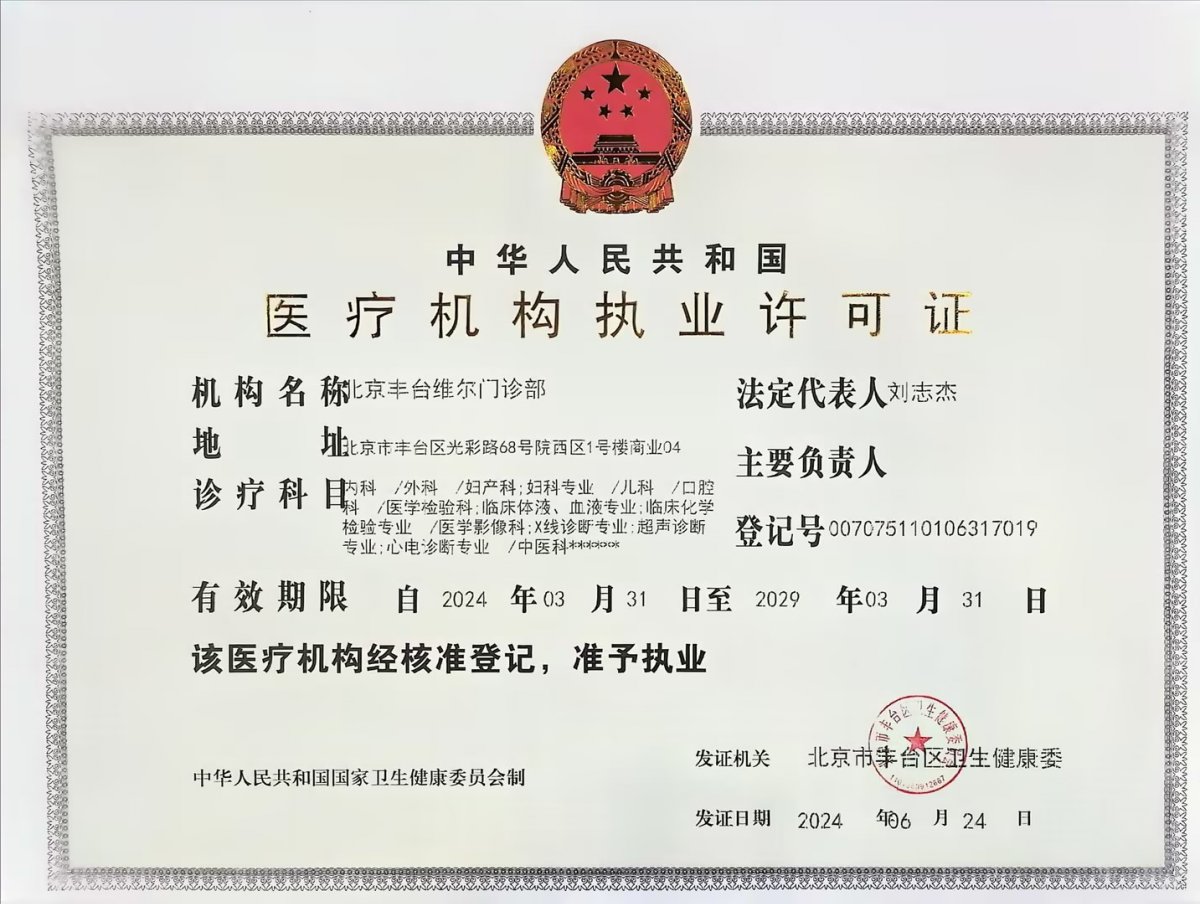 中华人民共和国
医疗机构执业许可证
机构名称 北京丰台维尔门诊部
法定代表人 刘志杰
地址 北京市丰台区光彩路68号院西区1号楼商业04
主要负责人
诊疗科目 内科 /外科 /妇产科;妇科专业 /儿科 /口腔
科 /医学检验科;临床体液、血液专业;临床化学
检验专业 /医学影像科;X线诊断专业;超声诊断
专业;心电诊断专业 /中医科******
登记号 007075110106317019
有效期限 自 2024 年 03 月 31 日至 2029 年 03 月 31 日
该医疗机构经核准登记，准予执业
发证机关 北京市丰台区卫生健康委
中华人民共和国国家卫生健康委员会制
发证日期 2024 年 06 月 24 日